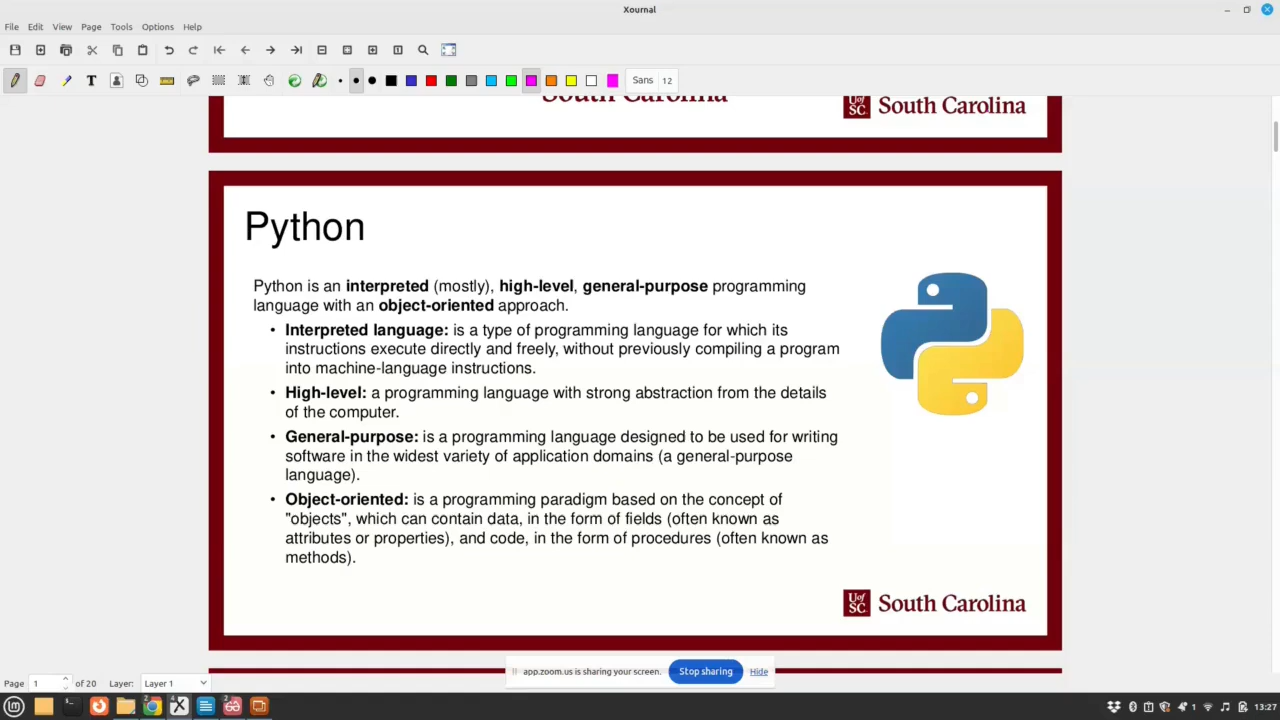 Xournal
File Edit View Page Tools Options Help
Sans 12
South Carolina
UofSC South Carolina
Python
Python is an interpreted (mostly), high-level, general-purpose programming
language with an object-oriented approach.
• Interpreted language: is a type of programming language for which its
instructions execute directly and freely, without previously compiling a program
into machine-language instructions.
• High-level: a programming language with strong abstraction from the details
of the computer.
• General-purpose: is a programming language designed to be used for writing
software in the widest variety of application domains (a general-purpose
language).
• Object-oriented: is a programming paradigm based on the concept of
"objects", which can contain data, in the form of fields (often known as
attributes or properties), and code, in the form of procedures (often known as
methods).
UofSC South Carolina
app.zoom.us is sharing your screen. Stop sharing Hide
1 of 20 Layer: Layer 1
1 13:27